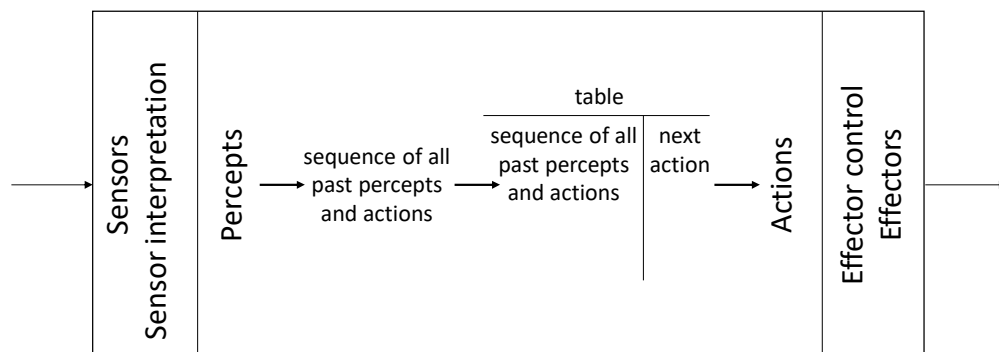 Sensors
Sensor interpretation
Percepts
sequence of all
past percepts
and actions
table
sequence of all
past percepts
and actions
next
action
Actions
Effector control
Effectors